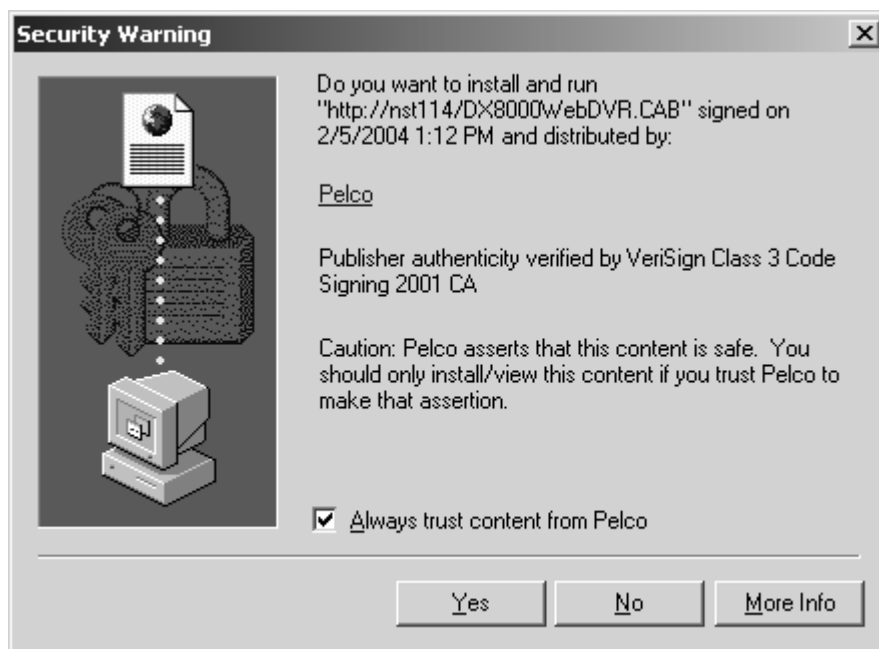 Security Warning
Do you want to install and run
"http://nst114/DX8000WebDVR.CAB" signed on
2/5/2004 1:12 PM and distributed by:
Pelco
Publisher authenticity verified by VeriSign Class 3 Code
Signing 2001 CA
Caution: Pelco asserts that this content is safe.  You
should only install/view this content if you trust Pelco to
make that assertion.
Always trust content from Pelco
Yes
No
More Info